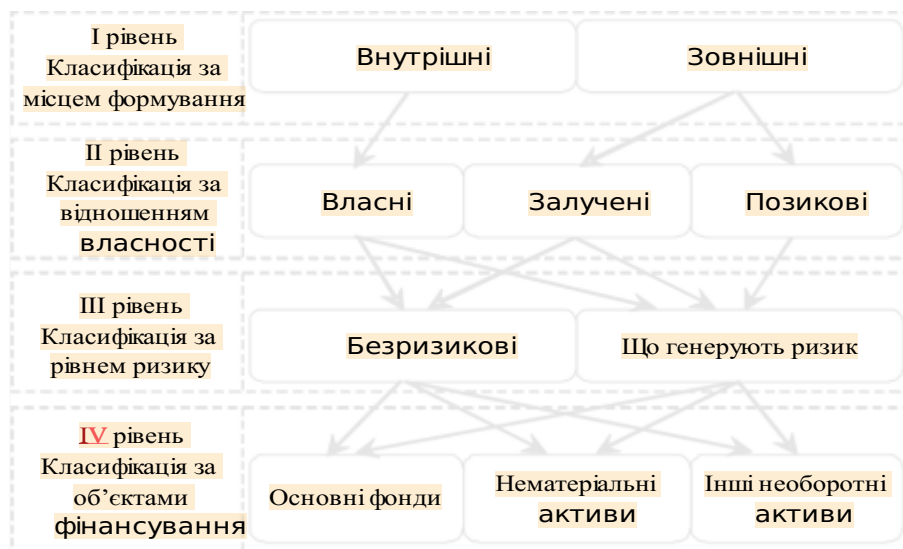 I рівень
Класифікація за
місцем формування
Внутрішні
Зовнішні
II рівень
Класифікація за
відношенням
власності
Власні
Залучені
Позикові
III рівень
Класифікація за
рівнем ризику
Безризикові
Що генерують ризик
IV рівень
Класифікація за
об’єктами
фінансування
Основні фонди
Нематеріальні
активи
Інші необоротні
активи